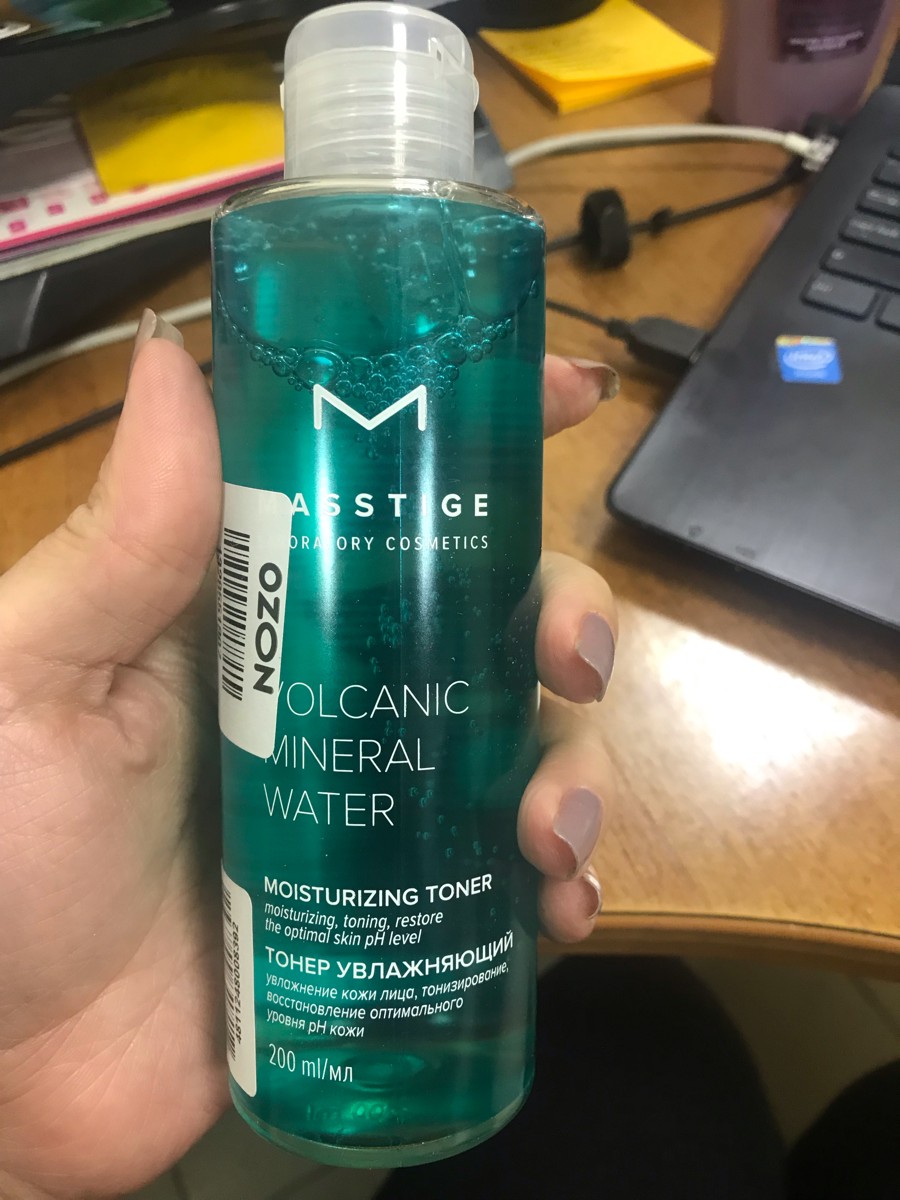 MASSTIGE
LABORATORY COSMETICS
OZON
VOLCANIC
MINERAL
WATER
MOISTURIZING TONER
moisturizing, toning, restore
the optimal skin pH level
ТОНЕР УВЛАЖНЯЮЩИЙ
увлажнение кожи лица, тонизирование,
восстановление оптимального
уровня pH кожи
200 ml/мл
4811248008392